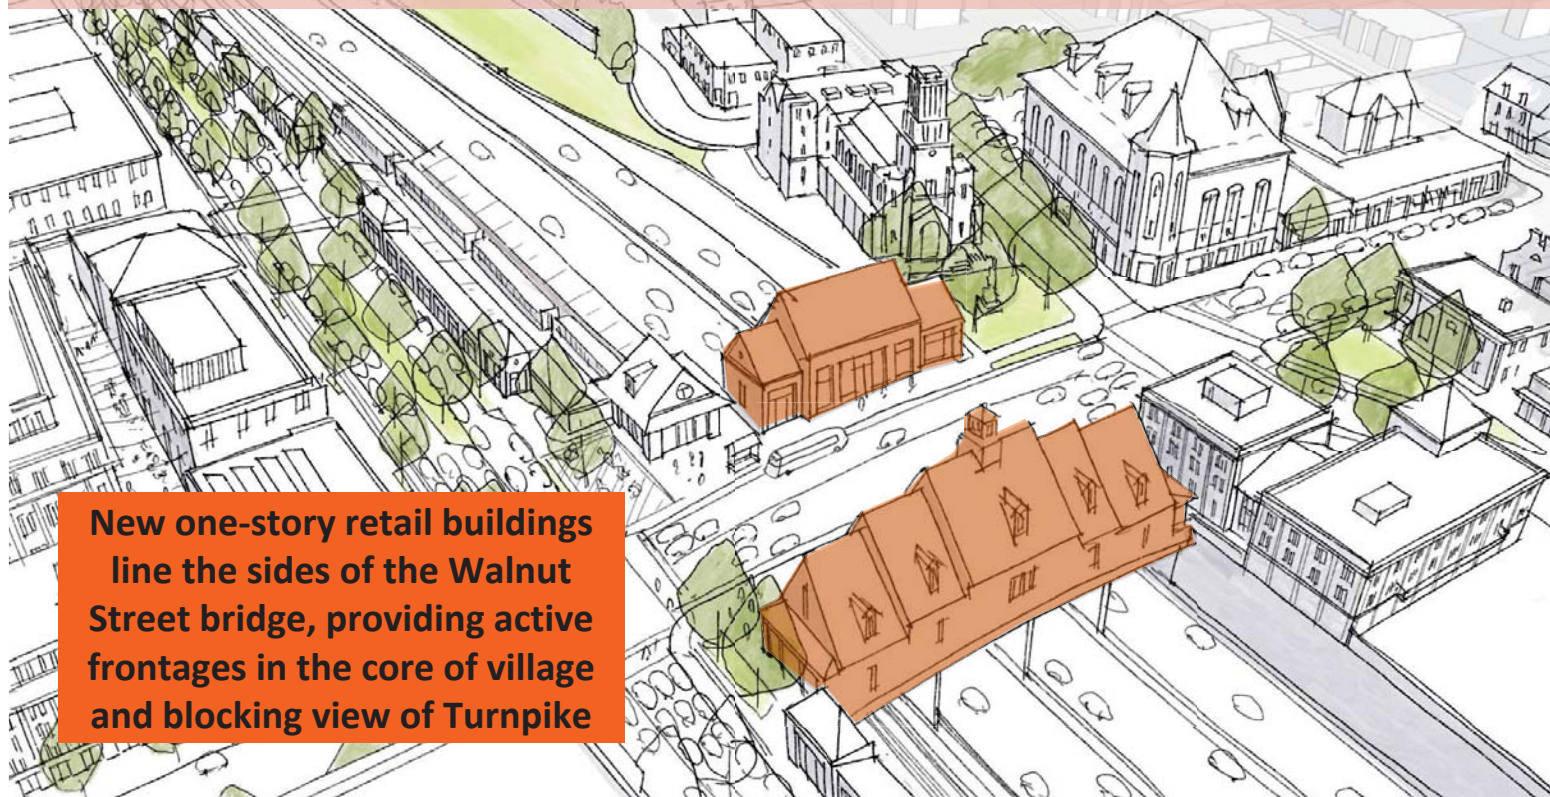 New one-story retail buildings
line the sides of the Walnut
Street bridge, providing active
frontages in the core of village
and blocking view of Turnpike